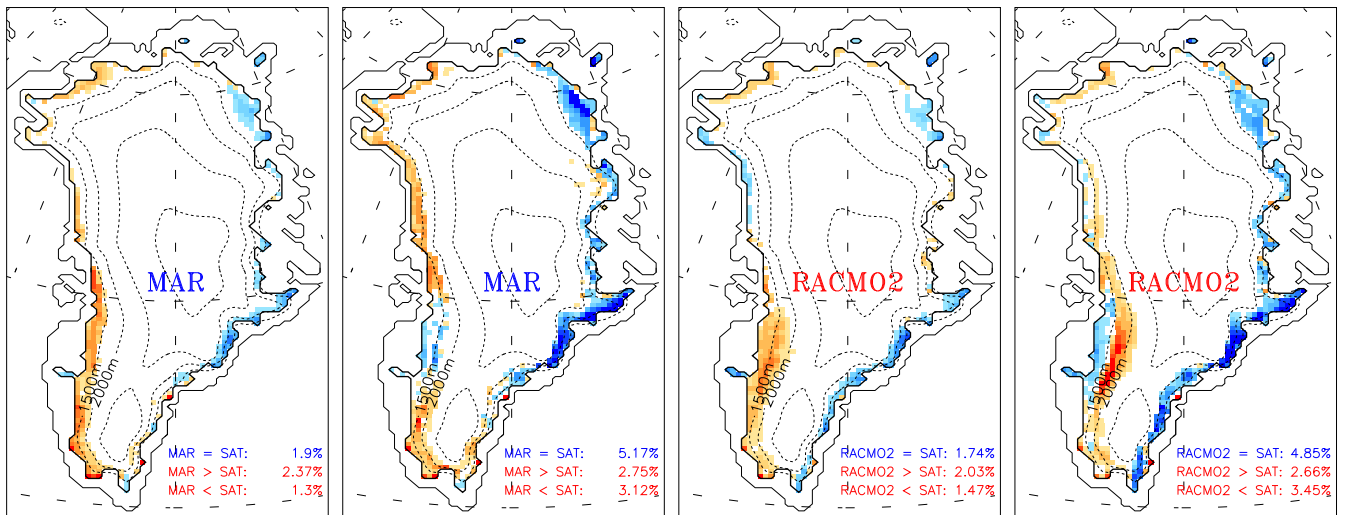 MAR
1500m
2000m
MAR = SAT: 1.9%
MAR > SAT: 2.37%
MAR < SAT: 1.3%
MAR
1500m
2000m
MAR = SAT: 5.17%
MAR > SAT: 2.75%
MAR < SAT: 3.12%
RACMO2
1500m
2000m
RACMO2 = SAT: 1.74%
RACMO2 > SAT: 2.03%
RACMO2 < SAT: 1.47%
RACMO2
1500m
2000m
RACMO2 = SAT: 4.85%
RACMO2 > SAT: 2.66%
RACMO2 < SAT: 3.45%